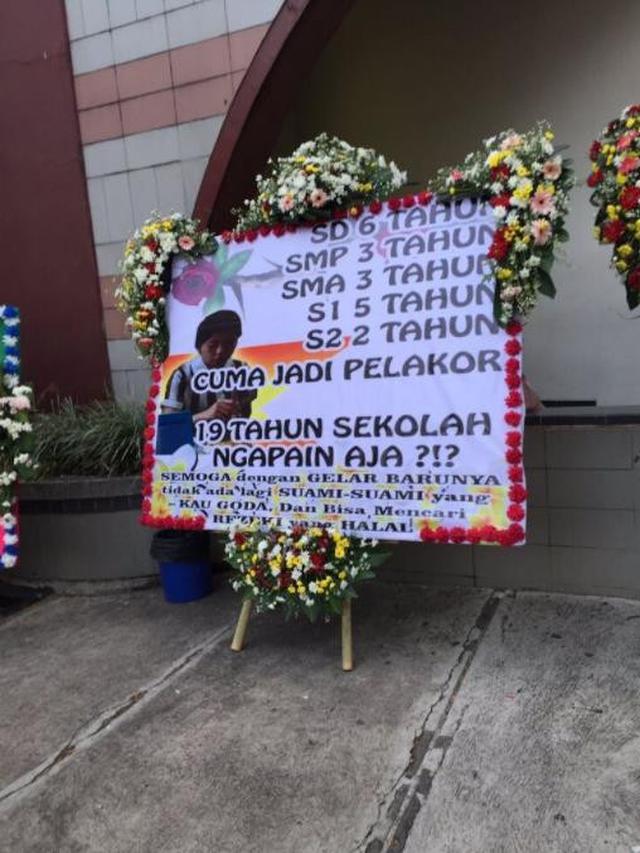 SD 6 TAHUN
SMP 3 TAHUN
SMA 3 TAHUN
S1 5 TAHUN
S2 2 TAHUN
CUMA JADI PELAKOR
19 TAHUN SEKOLAH
NGAPAIN AJA ?!?
SEMOGA dengan GELAR BARUNYA
tidak ada lagi SUAMI-SUAMI yang
KAU GODA, Dan Bisa Mencari
REZEKI yang HALAL!